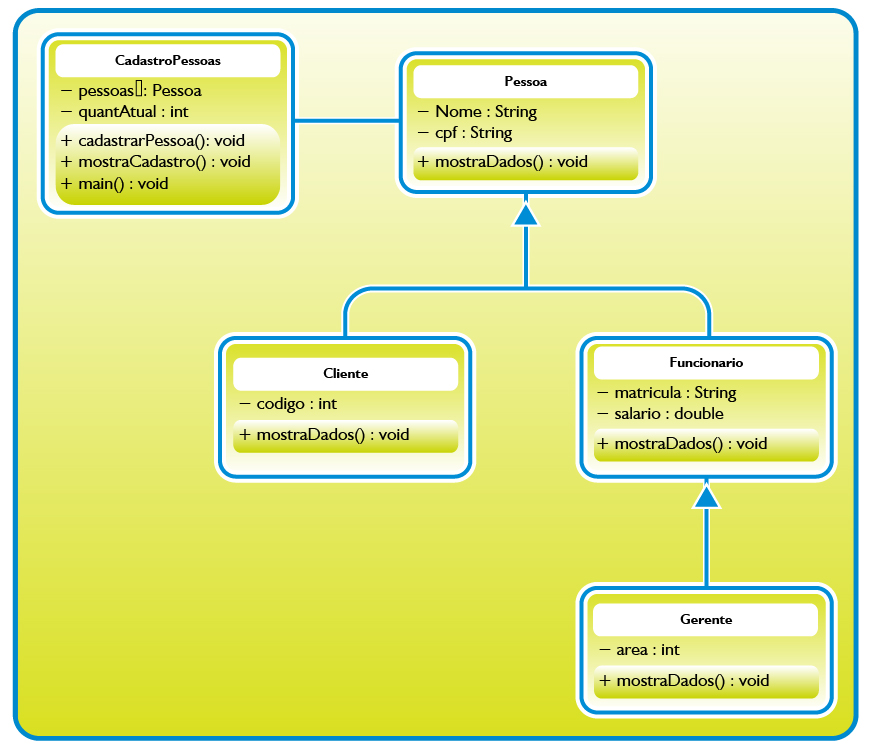 CadastroPessoas
− pessoas▯: Pessoa
− quantAtual : int
+ cadastrarPessoa(): void
+ mostraCadastro() : void
+ main() : void
Pessoa
− Nome : String
− cpf : String
+ mostraDados() : void
Cliente
− codigo : int
+ mostraDados() : void
Funcionario
− matricula : String
− salario : double
+ mostraDados() : void
Gerente
− area : int
+ mostraDados() : void